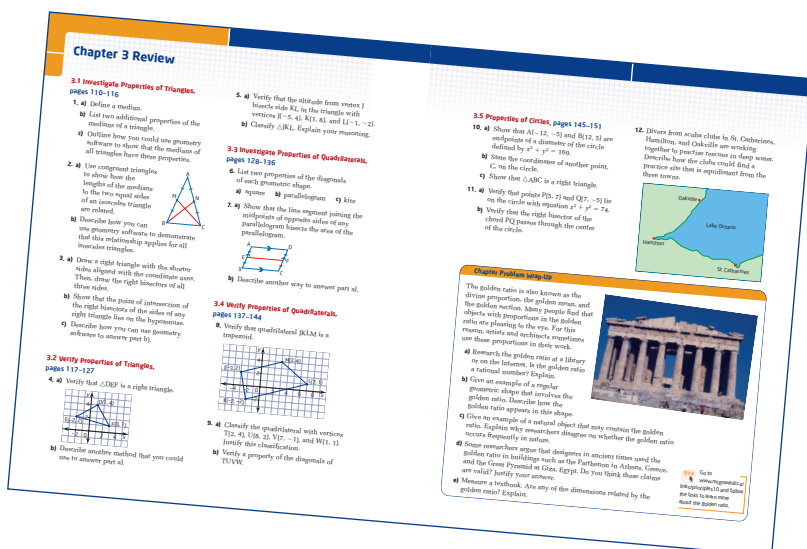 Chapter 3 Review
3.1 Investigate Properties of Triangles,
pages 110–116
1. a) Define a median.
b) List two additional properties of the
medians of a triangle.
c) Outline how you could use geometry
software to show that the medians of
all triangles have these properties.
2. a) Use congruent triangles
to show how the
lengths of the medians
to the two equal sides
of an isosceles triangle
are related.
A
M
N
B
C
b) Describe how you can
use geometry software to demonstrate
that this relationship applies for all
isosceles triangles.
3. a) Draw a right triangle with the shorter
sides aligned with the coordinate axes.
Then, draw the right bisectors of all
three sides.
b) Show that the point of intersection of
the right bisectors of the sides of any
right triangle lies on the hypotenuse.
c) Describe how you can use geometry
software to answer part b).
3.2 Verify Properties of Triangles,
pages 117–127
4. a) Verify that △DEF is a right triangle.
b) Describe another method that you could
use to answer part a).
5. a) Verify that the altitude from vertex J
bisects side KL in the triangle with
vertices J(−5, 4), K(1, 8), and L(−1, −2).
b) Classify △JKL. Explain your reasoning.
3.3 Investigate Properties of Quadrilaterals,
pages 128–136
6. List two properties of the diagonals
of each geometric shape.
a) square b) parallelogram c) kite
7. a) Show that the line segment joining the
midpoints of opposite sides of any
parallelogram bisects the area of the
parallelogram.
A
D
E
F
B
C
b) Describe another way to answer part a).
3.4 Verify Properties of Quadrilaterals,
pages 137–144
8. Verify that quadrilateral JKLM is a
trapezoid.
9. a) Classify the quadrilateral with vertices
T(2, 4), U(8, 2), V(7, −1), and W(1, 1).
Justify this classification.
b) Verify a property of the diagonals of
TUVW.
3.5 Properties of Circles, pages 145–151
10. a) Show that A(−12, −5) and B(12, 5) are
endpoints of a diameter of the circle
defined by x² + y² = 169.
b) State the coordinates of another point,
C, on the circle.
c) Show that △ABC is a right triangle.
11. a) Verify that points P(5, 7) and Q(7, −5) lie
on the circle with equation x² + y² = 74.
b) Verify that the right bisector of the
chord PQ passes through the centre
of the circle.
12. Divers from scuba clubs in St. Catharines,
Hamilton, and Oakville are working
together to practise rescues in deep water.
Describe how the clubs could find a
practice site that is equidistant from the
three towns.
Oakville
Lake Ontario
Hamilton
St. Catharines
Chapter Problem Wrap-Up
The golden ratio is also known as the
divine proportion, the golden mean, and
the golden section. Many people find that
objects with proportions in the golden
ratio are pleasing to the eye. For this
reason, artists and architects sometimes
use these proportions in their work.
a) Research the golden ratio at a library
or on the Internet. Is the golden ratio
a rational number? Explain.
b) Give an example of a regular
geometric shape that involves the
golden ratio. Describe how the
golden ratio appears in this shape.
c) Give an example of a natural object that may contain the golden
ratio. Explain why researchers disagree on whether the golden ratio
occurs frequently in nature.
d) Some researchers argue that designers in ancient times used the
golden ratio in buildings such as the Parthenon in Athens, Greece,
and the Great Pyramid at Giza, Egypt. Do you think these claims
are valid? Justify your answer.
e) Measure a textbook. Are any of the dimensions related by the
golden ratio? Explain.
Go to
www.mcgrawhill.ca/
links/principles10 and follow
the links to learn more
about the golden ratio.